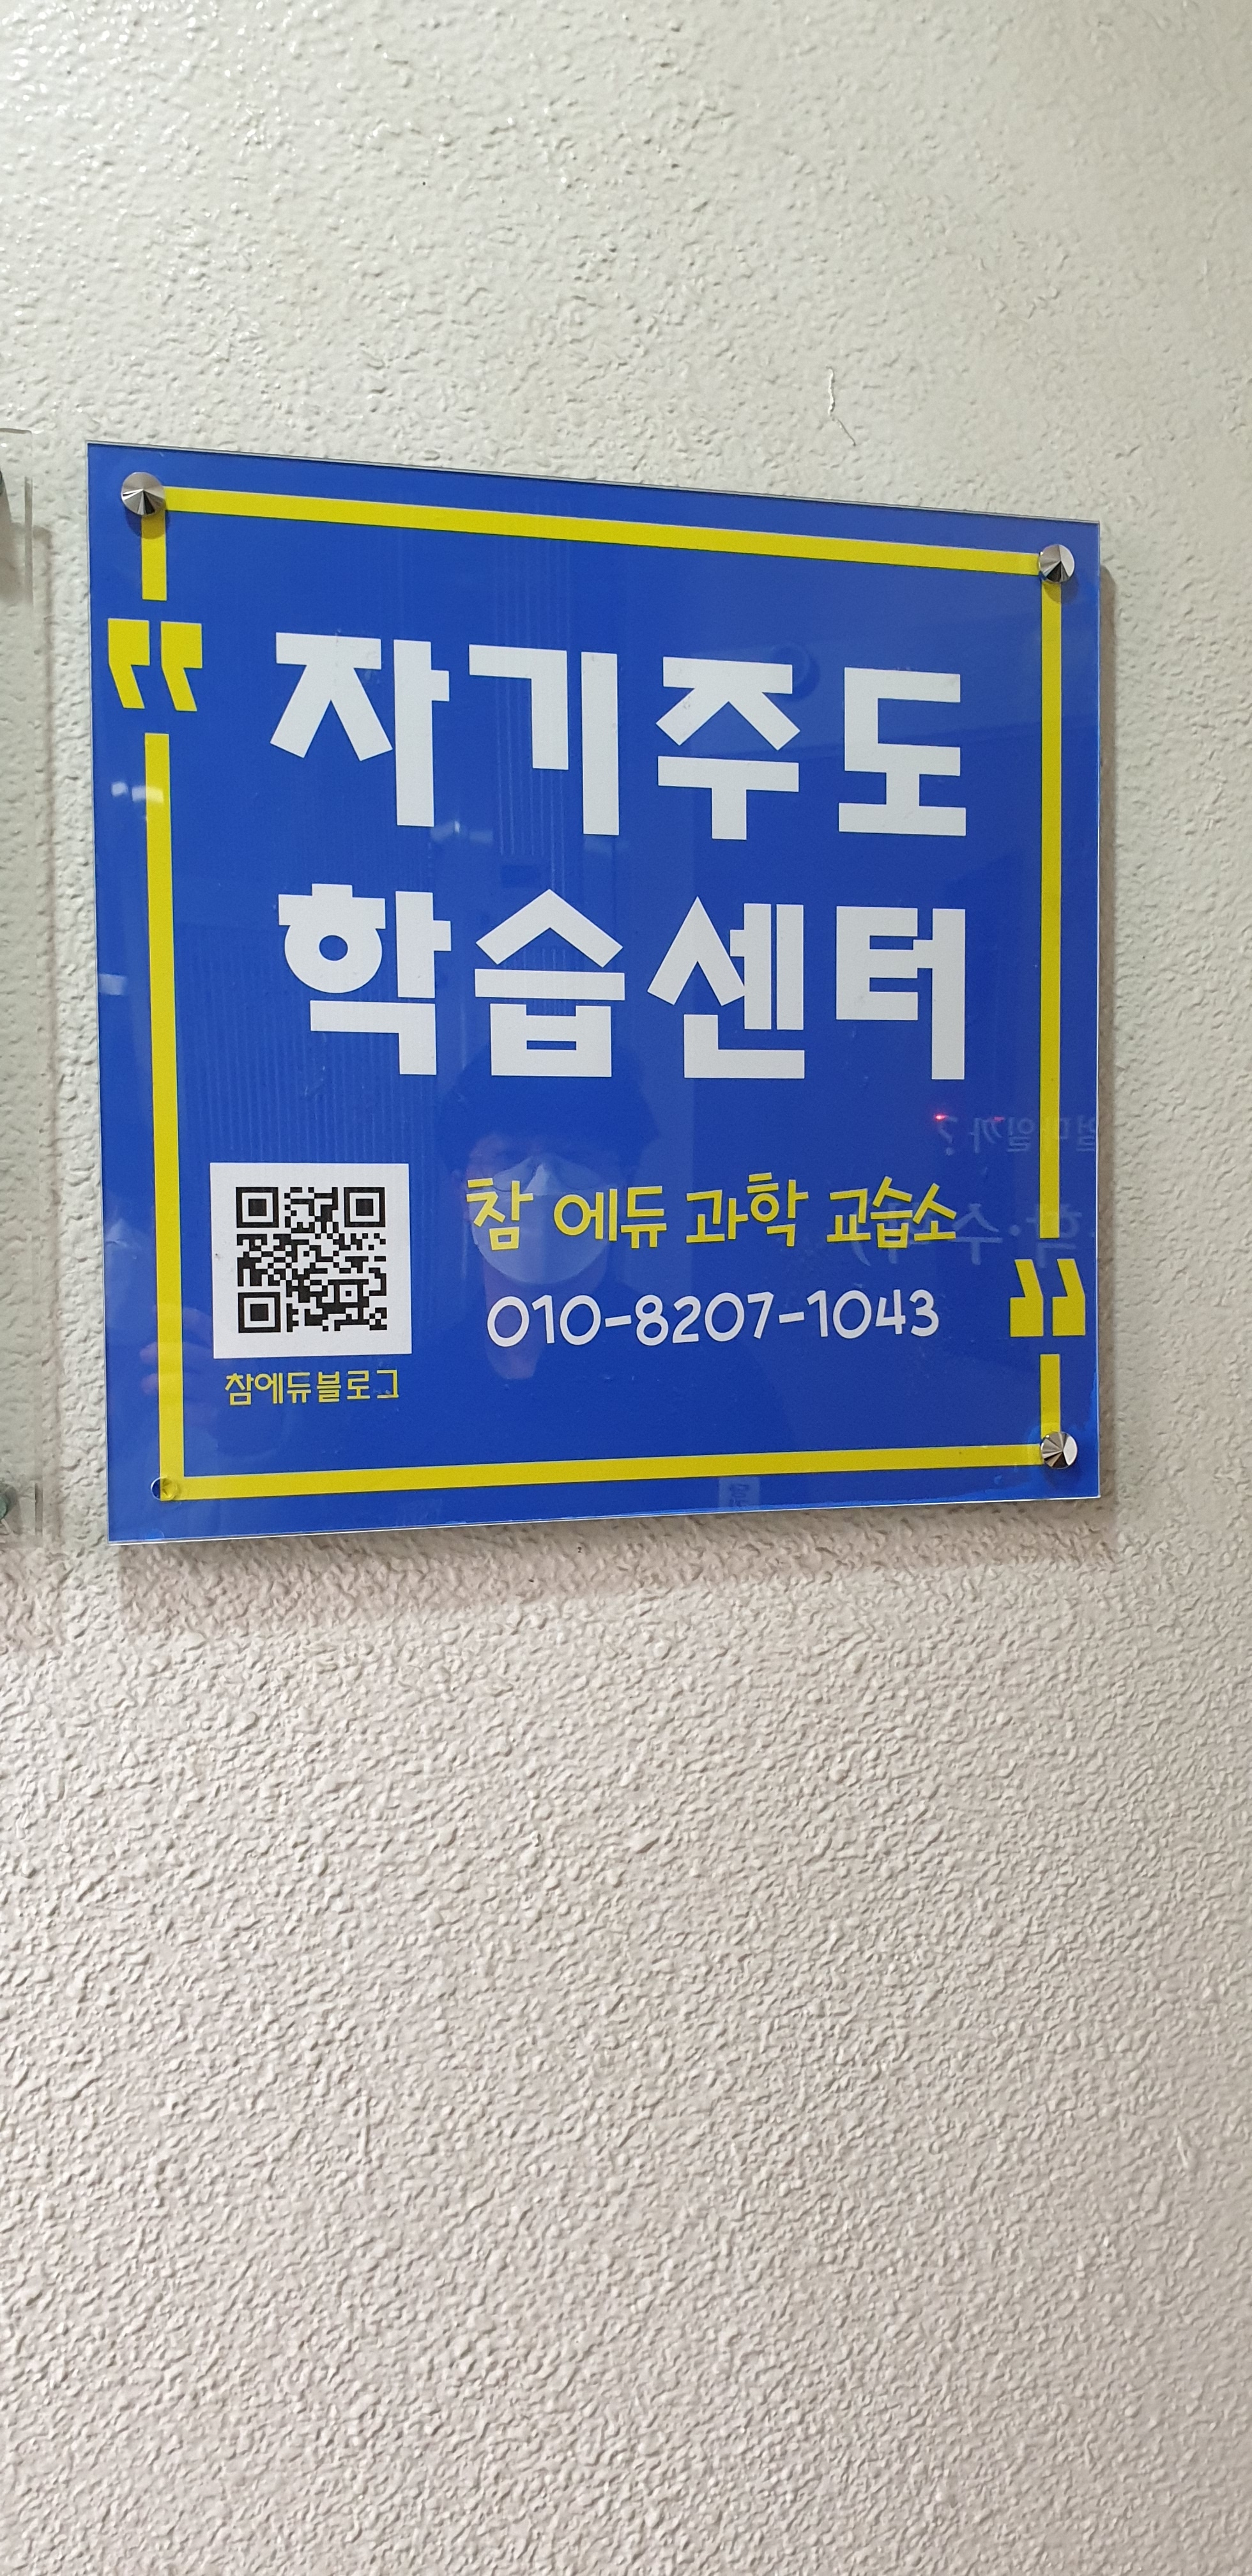 자기주도
학습센터
참 에듀 과학 교습소
010-8207-1043
참에듀블로그